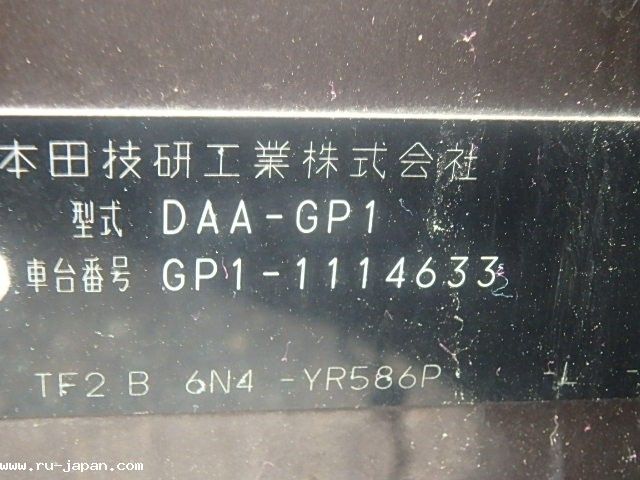 本田技研工業株式会社
型式 DAA-GP1
車台番号 GP1-1114633
TF2 B 6N4 -YR586P -L -
www.ru-japan.com